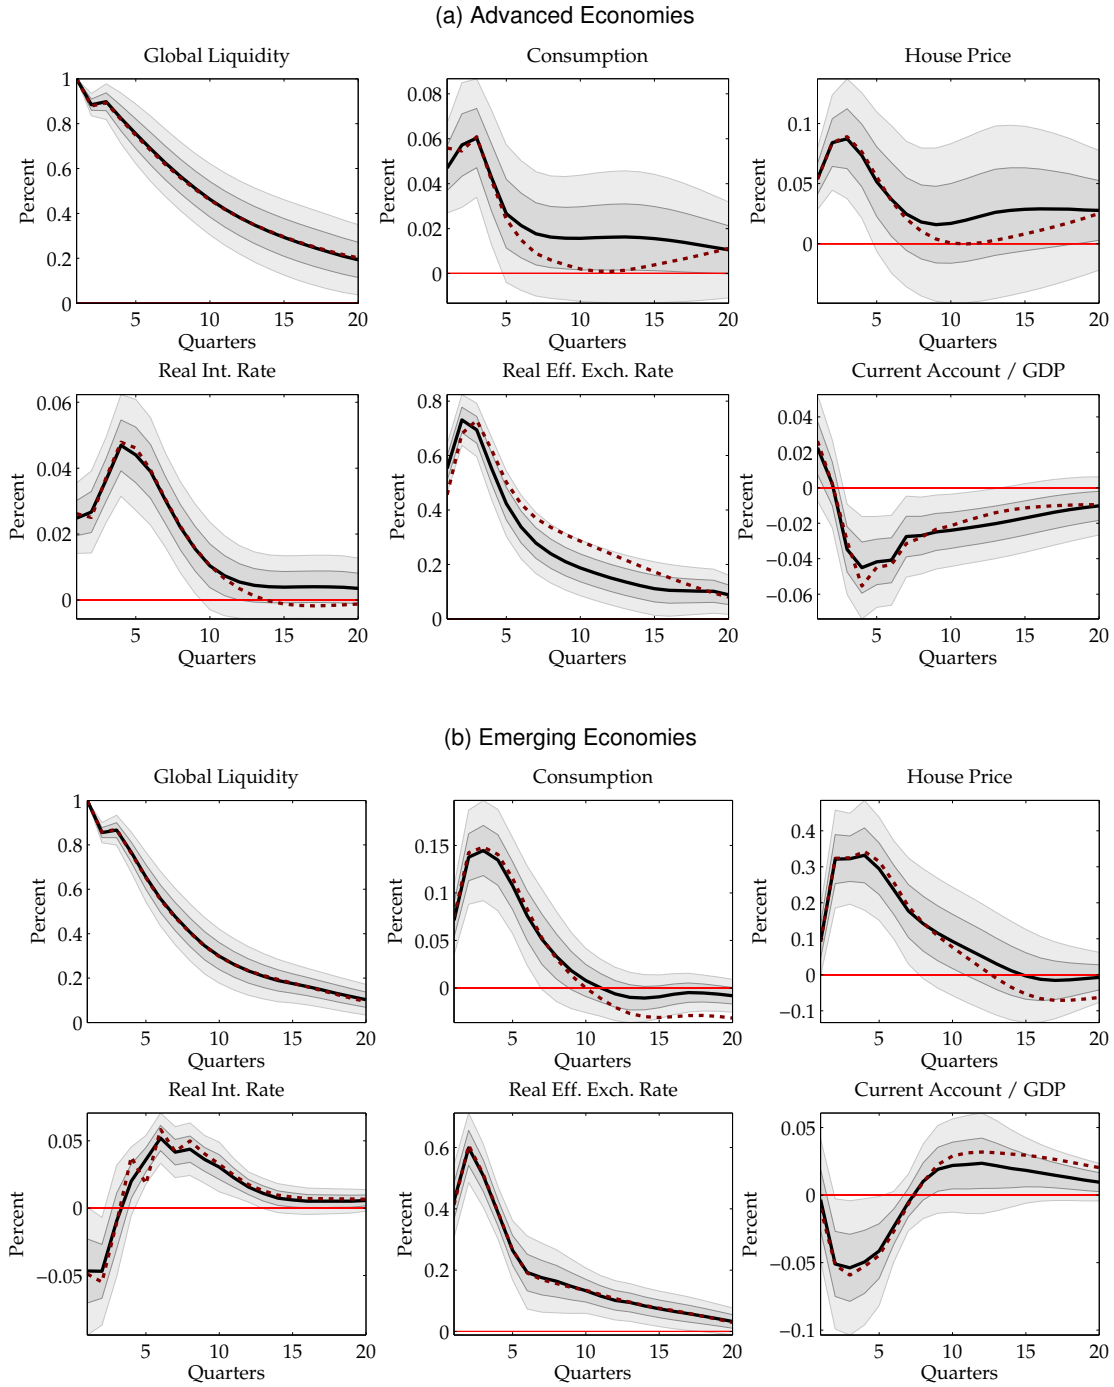 (a) Advanced Economies
Global Liquidity
Percent
1
0.8
0.6
0.4
0.2
0
5 10 15 20
Quarters
Consumption
Percent
0.08
0.06
0.04
0.02
0
5 10 15 20
Quarters
House Price
Percent
0.1
0.05
0
5 10 15 20
Quarters
Real Int. Rate
Percent
0.06
0.04
0.02
0
5 10 15 20
Quarters
Real Eff. Exch. Rate
Percent
0.8
0.6
0.4
0.2
0
5 10 15 20
Quarters
Current Account / GDP
Percent
0.04
0.02
0
−0.02
−0.04
−0.06
5 10 15 20
Quarters
(b) Emerging Economies
Global Liquidity
Percent
1
0.8
0.6
0.4
0.2
0
5 10 15 20
Quarters
Consumption
Percent
0.15
0.1
0.05
0
5 10 15 20
Quarters
House Price
Percent
0.4
0.3
0.2
0.1
0
−0.1
5 10 15 20
Quarters
Real Int. Rate
Percent
0.05
0
−0.05
5 10 15 20
Quarters
Real Eff. Exch. Rate
Percent
0.6
0.4
0.2
0
5 10 15 20
Quarters
Current Account / GDP
Percent
0.05
0
−0.05
−0.1
5 10 15 20
Quarters